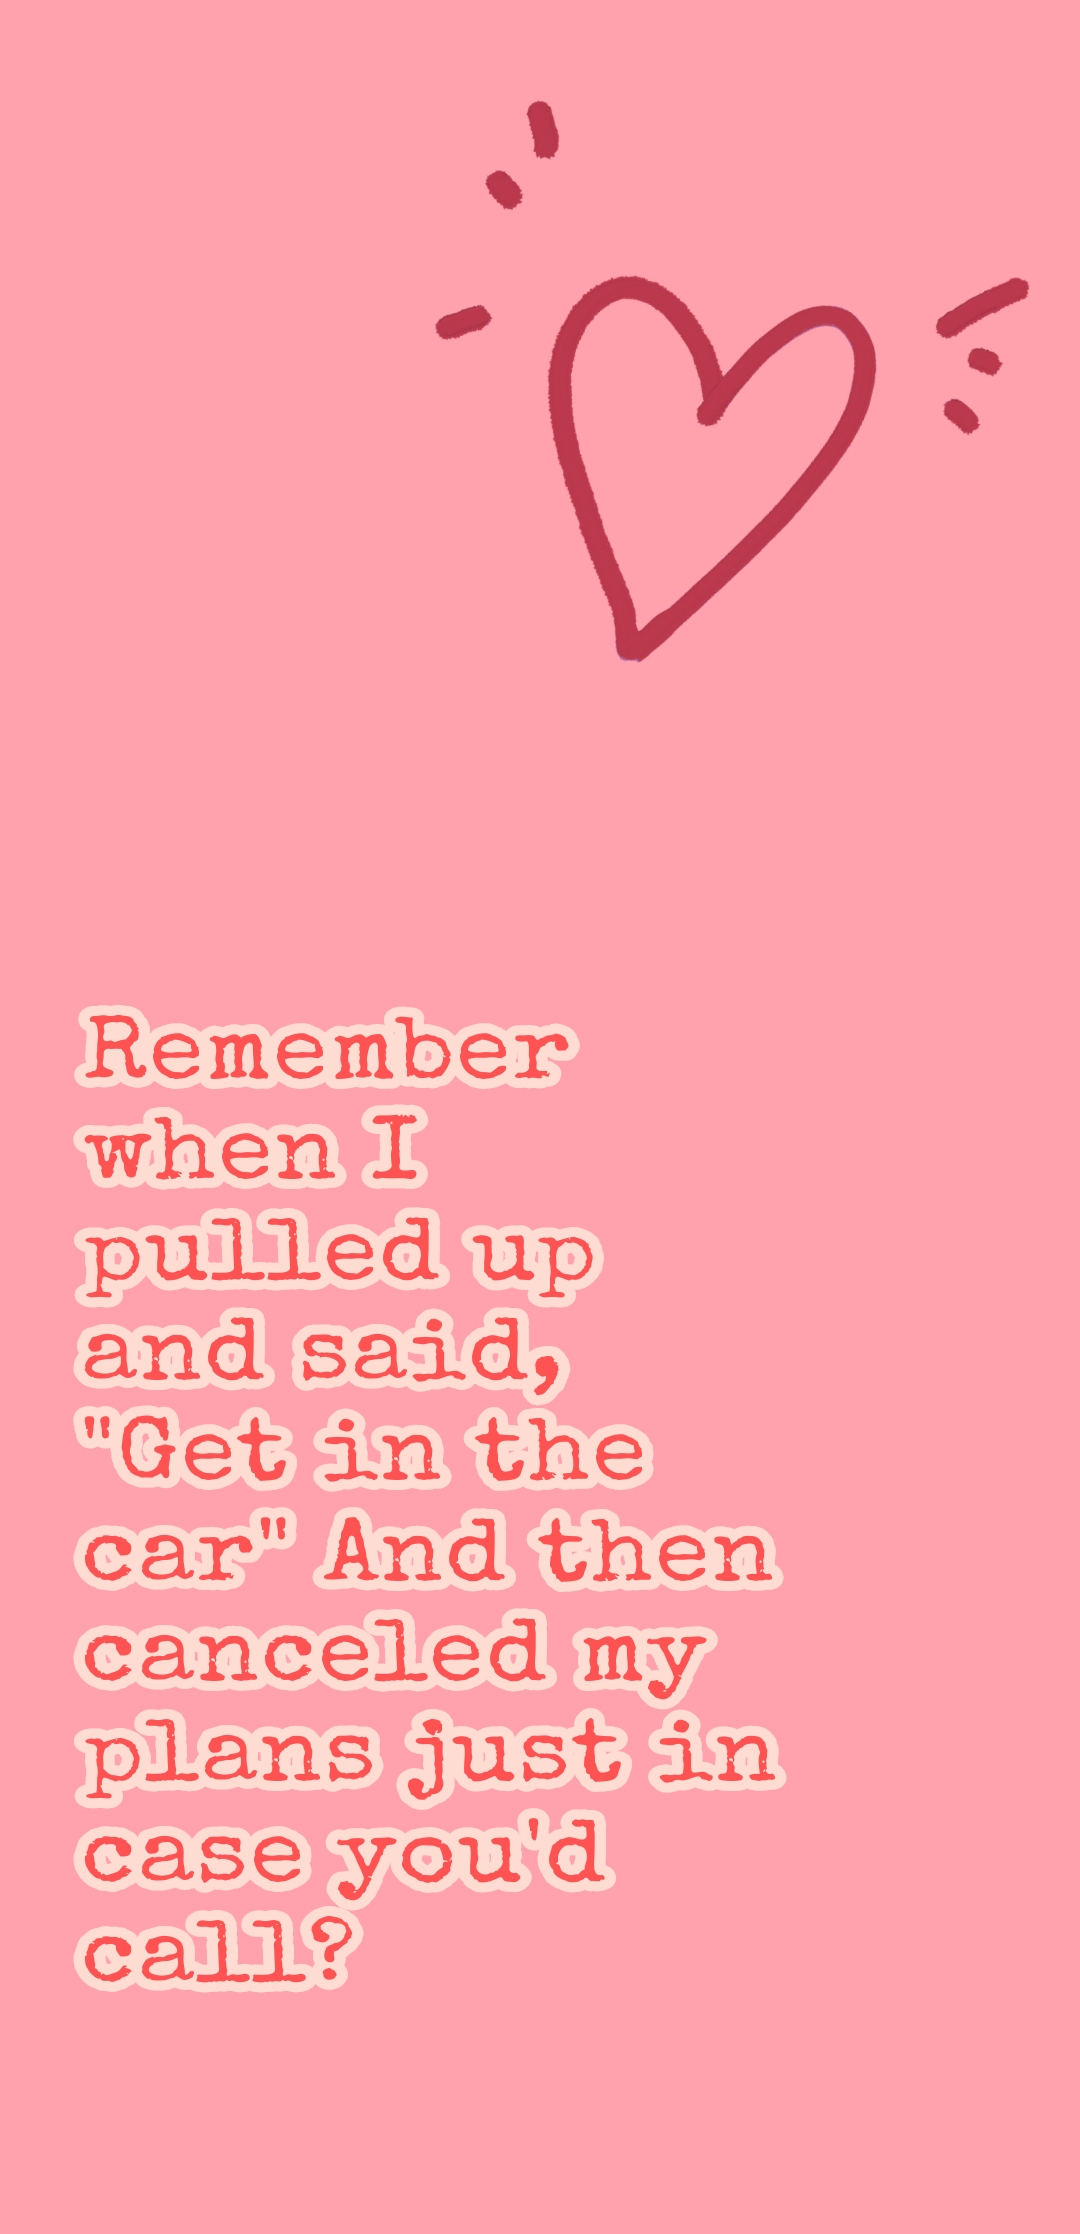 Remember
when I
pulled up
and said,
"Get in the
car" And then
canceled my
plans just in
case you'd
call?